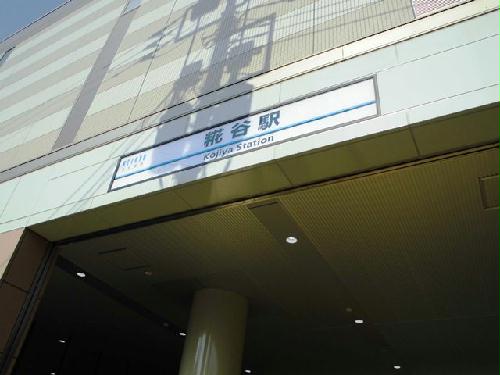 糀谷駅
Kojiya Station